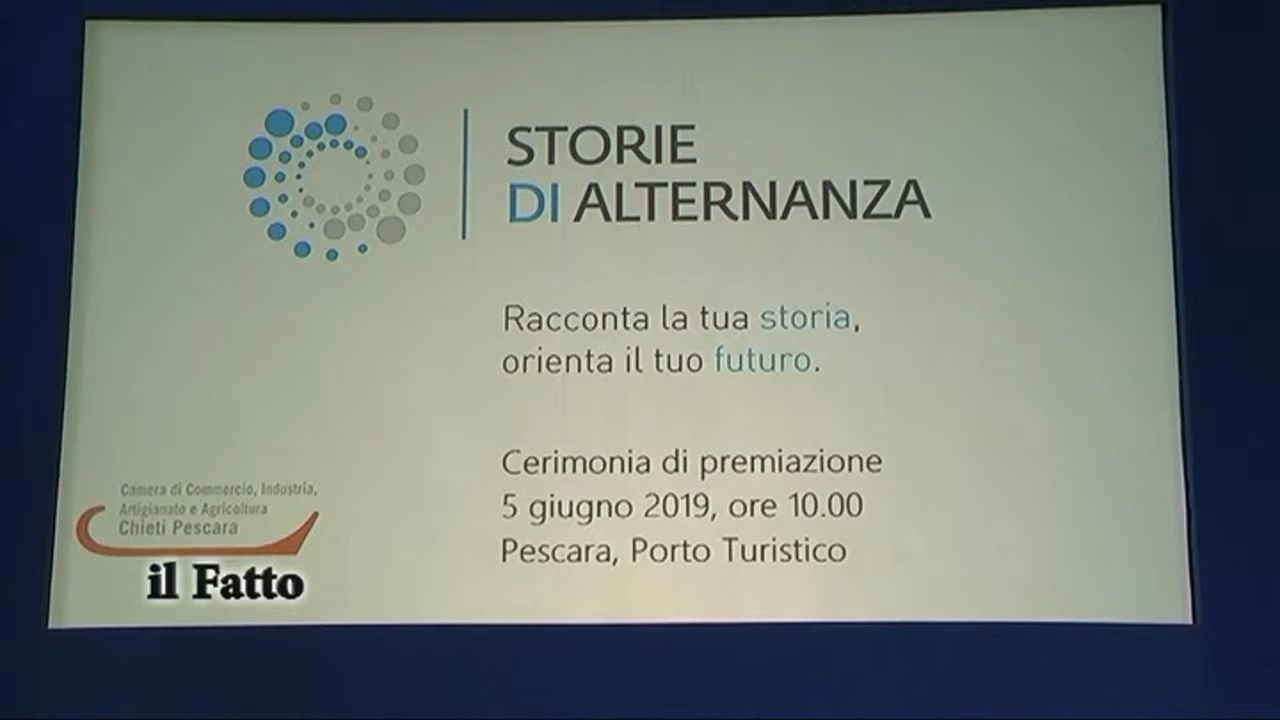 STORIE
DI ALTERNANZA
Racconta la tua storia,
orienta il tuo futuro.
Cerimonia di premiazione
5 giugno 2019, ore 10.00
Pescara, Porto Turistico
Camera di Commercio, Industria,
Artigianato e Agricoltura
Chieti Pescara
il Fatto